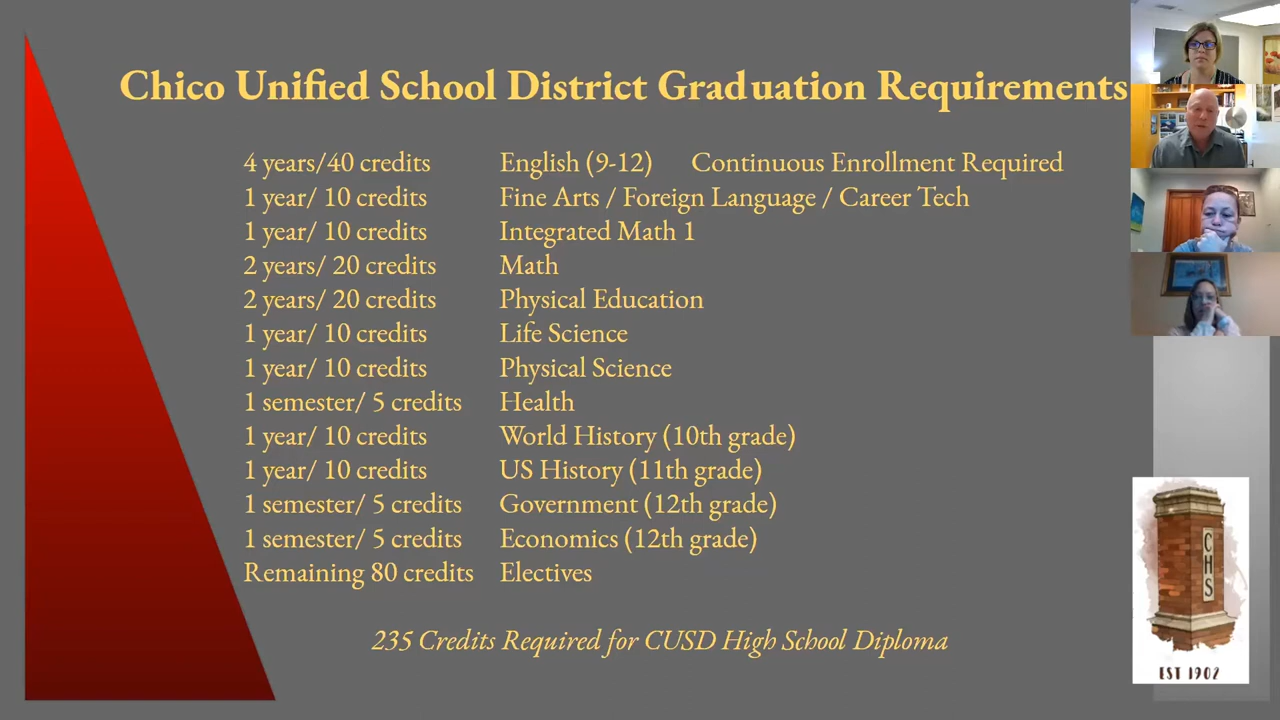 Chico Unified School District Graduation Requirements
4 years/40 credits English (9-12) Continuous Enrollment Required
1 year/ 10 credits Fine Arts / Foreign Language / Career Tech
1 year/ 10 credits Integrated Math 1
2 years/ 20 credits Math
2 years/ 20 credits Physical Education
1 year/ 10 credits Life Science
1 year/ 10 credits Physical Science
1 semester/ 5 credits Health
1 year/ 10 credits World History (10th grade)
1 year/ 10 credits US History (11th grade)
1 semester/ 5 credits Government (12th grade)
1 semester/ 5 credits Economics (12th grade)
Remaining 80 credits Electives
235 Credits Required for CUSD High School Diploma
CHS
EST 1902